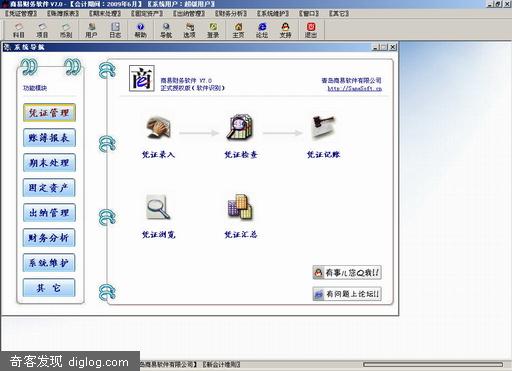 商易财务软件 V7.0 - 【会计期间：2009年6月】 【系统用户：超级用户】
【凭证管理】 【账簿报表】 【期末处理】 【固定资产】 【出纳管理】 【财务分析】 【系统维护】 【窗口】 【其它】
科目 项目 币别 用户 日志 帮助 导航 选项 登录 主页 论坛 支持 退出
系统导航
功能模块
凭证管理
账簿报表
期末处理
固定资产
出纳管理
财务分析
系统维护
其 它
商
商易财务软件 V7.0
正式授权版(软件识别)
青岛商易软件有限公司
http://SameSoft.cn
凭证录入
凭证检查
凭证记账
凭证浏览
凭证汇总
有事儿您Q我!!
有问题上论坛!!
岛商易软件有限公司】 【新会计准则】
奇客发现 diglog.com